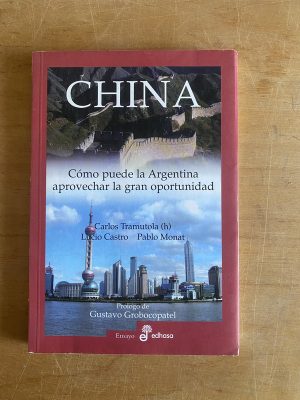 CHINA
Cómo puede la Argentina
aprovechar la gran oportunidad
Carlos Tramutola (h)
Lucio Castro Pablo Monat
Prólogo de
Gustavo Grobocopatel
Ensayo edhasa